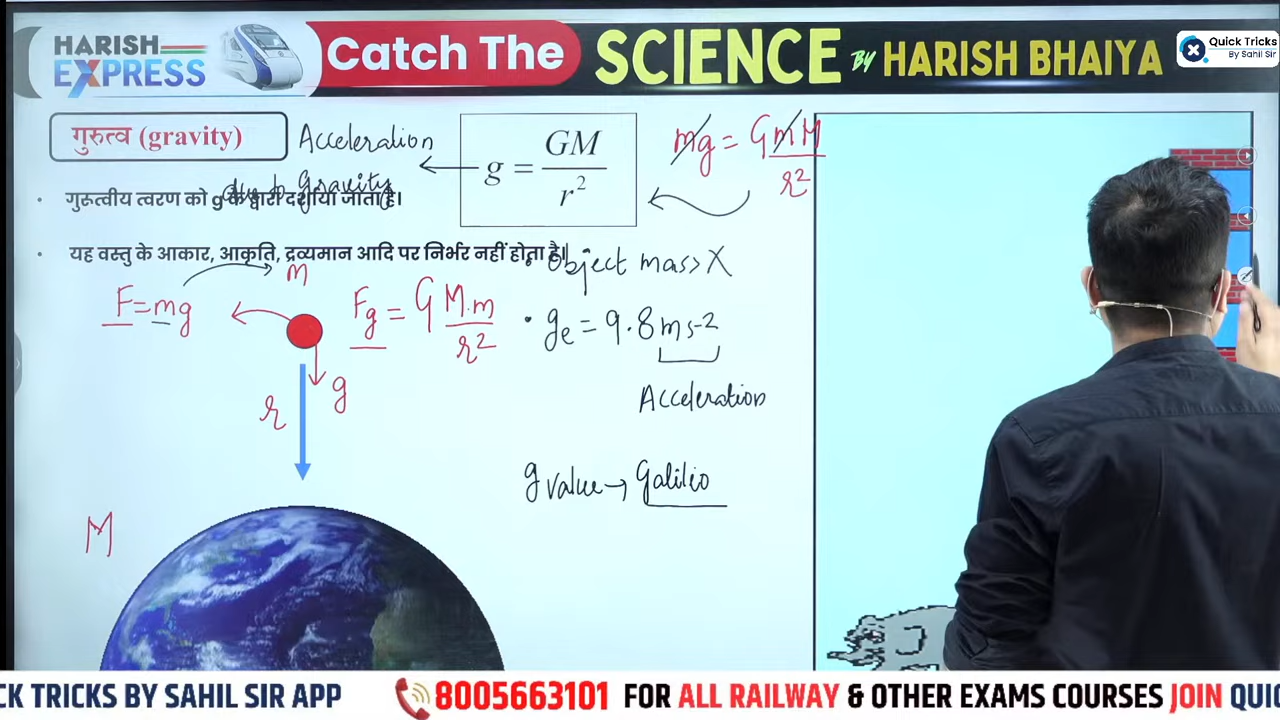 HARISH
EXPRESS
Catch The
SCIENCE BY HARISH BHAIYA
Quick Tricks
By Sahil Sir
गुरुत्व (gravity)
Acceleration
due to gravity
g = GM/r²
mg = GmM/r²
• गुरूत्वीय त्वरण को g के द्वारा दर्शाया जाता है।
• यह वस्तु के आकार, आकृति, द्रव्यमान आदि पर निर्भर नहीं होता है।
• object mass X
m
F=mg
Fg = G M.m/r²
• ge = 9.8 ms-2
g
r
Acceleration
g value → Galilio
M
CK TRICKS BY SAHIL SIR APP 8005663101 FOR ALL RAILWAY & OTHER EXAMS COURSES JOIN QUIC